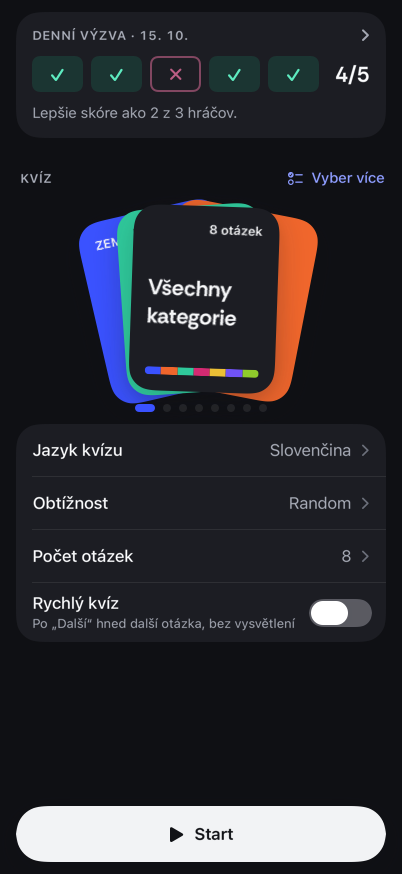 DENNÍ VÝZVA · 15. 10.
4/5
Lepšie skóre ako 2 z 3 hráčov.
KVÍZ
Vyber více
8 otázek
Všechny
kategorie
Jazyk kvízu
Slovenčina
Obtížnost
Random
Počet otázek
8
Rychlý kvíz
Po „Další“ hned další otázka, bez vysvětlení
Start